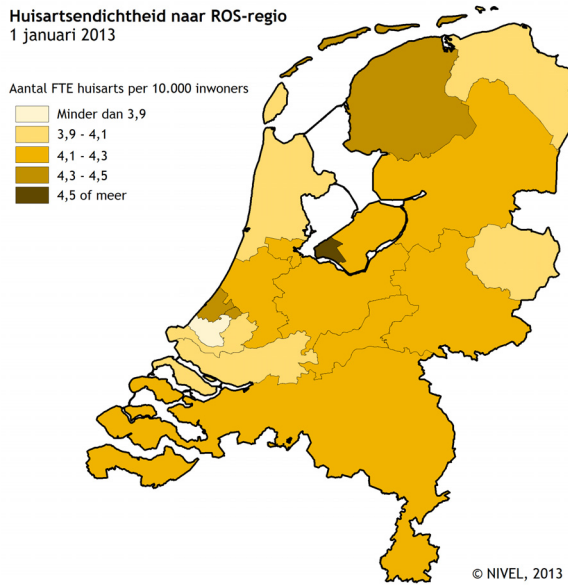 Huisartsendichtheid naar ROS-regio
1 januari 2013
Aantal FTE huisarts per 10.000 inwoners
Minder dan 3,9
3,9 - 4,1
4,1 - 4,3
4,3 - 4,5
4,5 of meer
© NIVEL, 2013